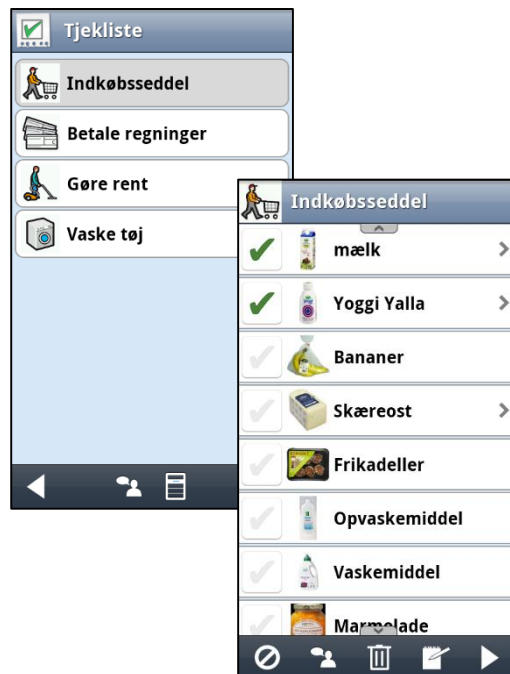 Tjekliste
Indkøbsseddel
Betale regninger
Gøre rent
Vaske tøj
Indkøbsseddel
mælk
Yoggi Yalla
Bananer
Skæreost
Frikadeller
Opvaskemiddel
Vaskemiddel
Marmelade